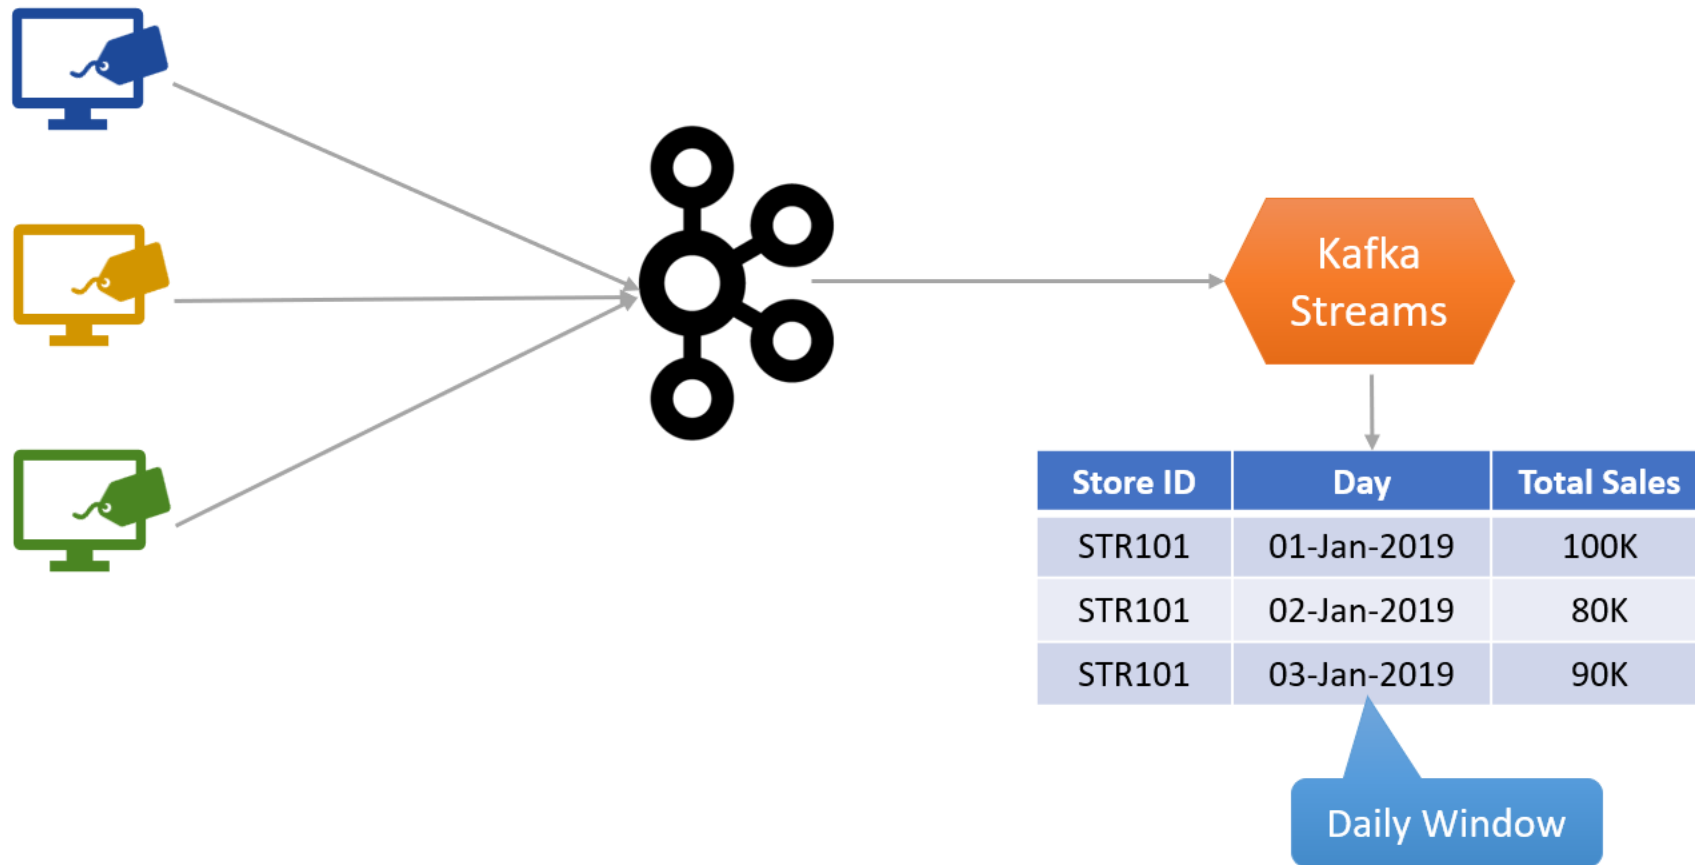 Kafka
Streams
Store ID Day Total Sales
STR101 01-Jan-2019 100K
STR101 02-Jan-2019 80K
STR101 03-Jan-2019 90K
Daily Window